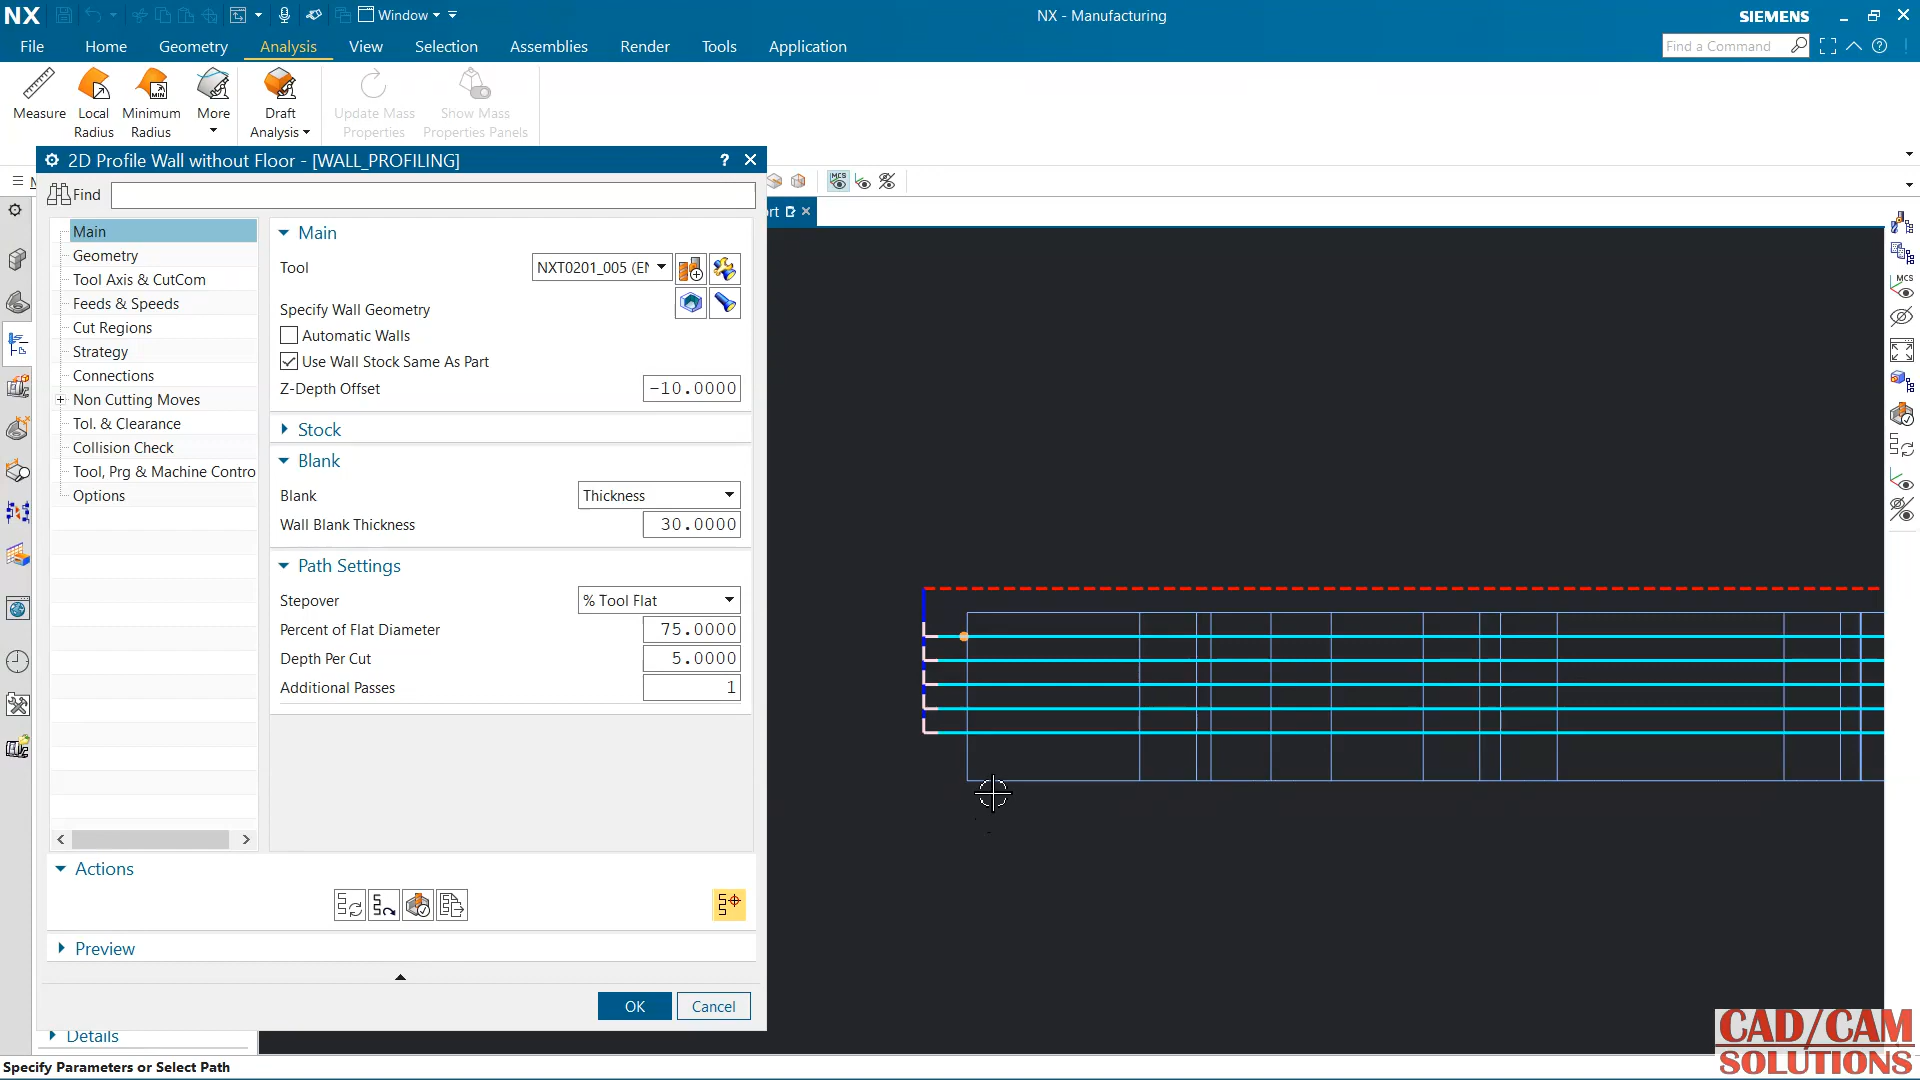 NX
Window
NX - Manufacturing
SIEMENS
File Home Geometry Analysis View Selection Assemblies Render Tools Application
Find a Command
Measure
Local Radius
Minimum Radius
More
Draft Analysis
Update Mass Properties
Show Mass Properties Panels
2D Profile Wall without Floor - [WALL_PROFILING]
? 
Find
rt
MCS
Main
Geometry
Tool Axis & CutCom
Feeds & Speeds
Cut Regions
Strategy
Connections
Non Cutting Moves
Tol. & Clearance
Collision Check
Tool, Prg & Machine Contro
Options
Main
Tool NXT0201_005 (EN
Specify Wall Geometry
Automatic Walls
Use Wall Stock Same As Part
Z-Depth Offset -10.0000
Stock
Blank
Blank Thickness
Wall Blank Thickness 30.0000
Path Settings
Stepover % Tool Flat
Percent of Flat Diameter 75.0000
Depth Per Cut 5.0000
Additional Passes 1
Actions
Preview
OK Cancel
Details
Specify Parameters or Select Path
MCS
CAD/CAM
SOLUTIONS